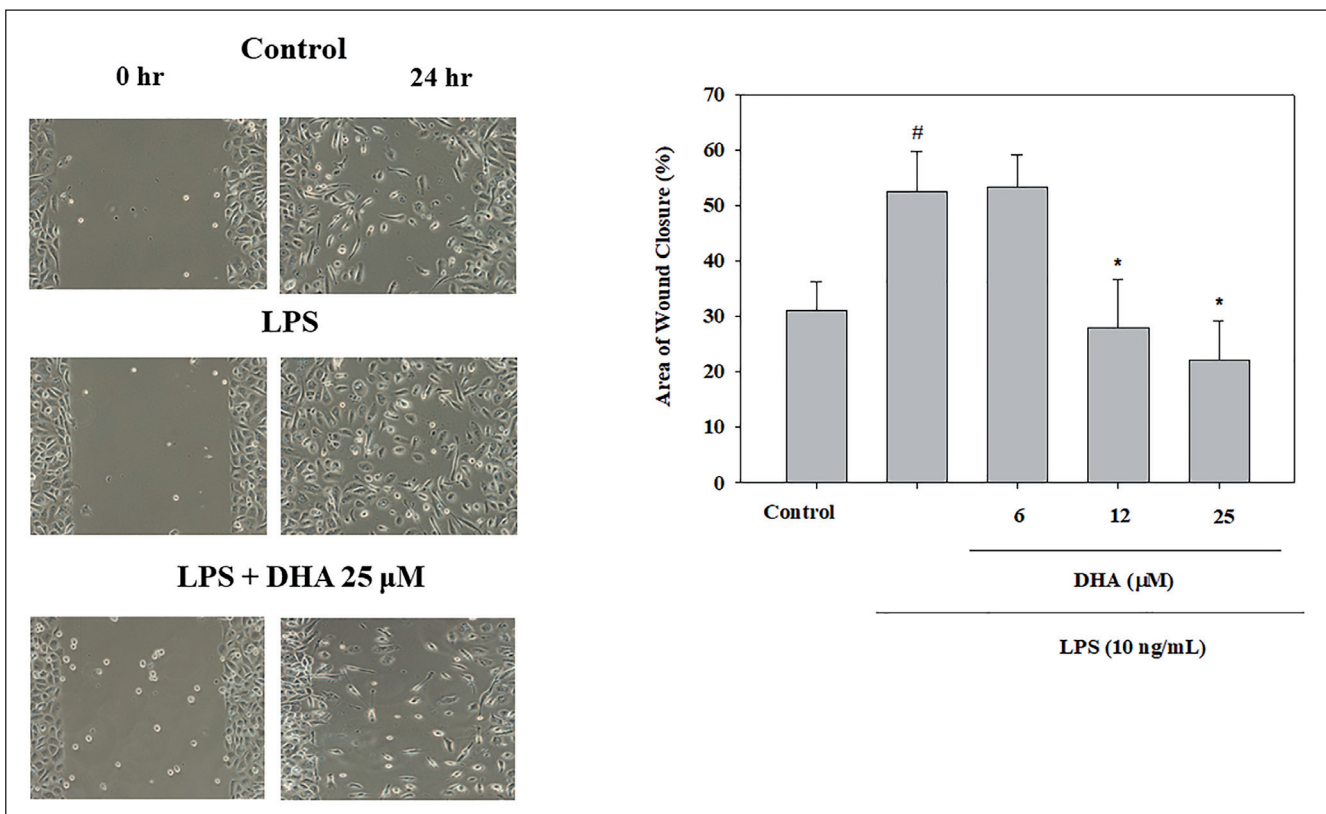 Control
0 hr 24 hr
LPS
LPS + DHA 25 μM
Area of Wound Closure (%)
70
60
50
40
30
20
10
0
#
*
*
Control 6 12 25
DHA (μM)
LPS (10 ng/mL)